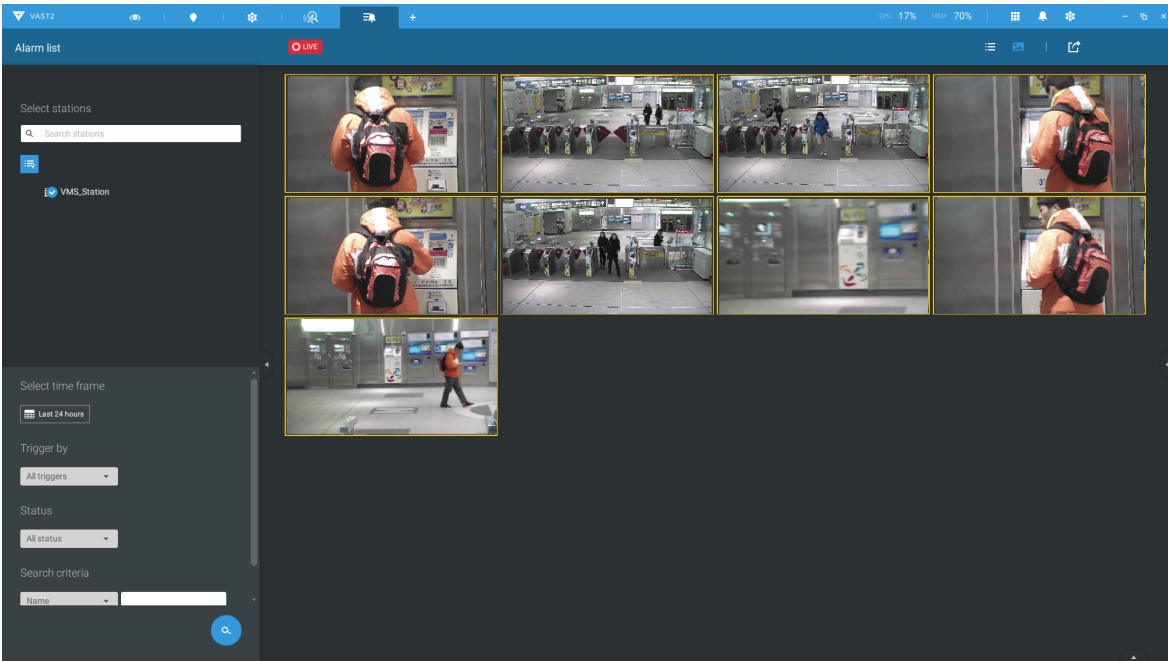 VAST2
CPU 17% MEM 70%
Alarm list
LIVE
Select stations
Search stations
VMS_Station
Select time frame
Last 24 hours
Trigger by
All triggers
Status
All status
Search criteria
Name